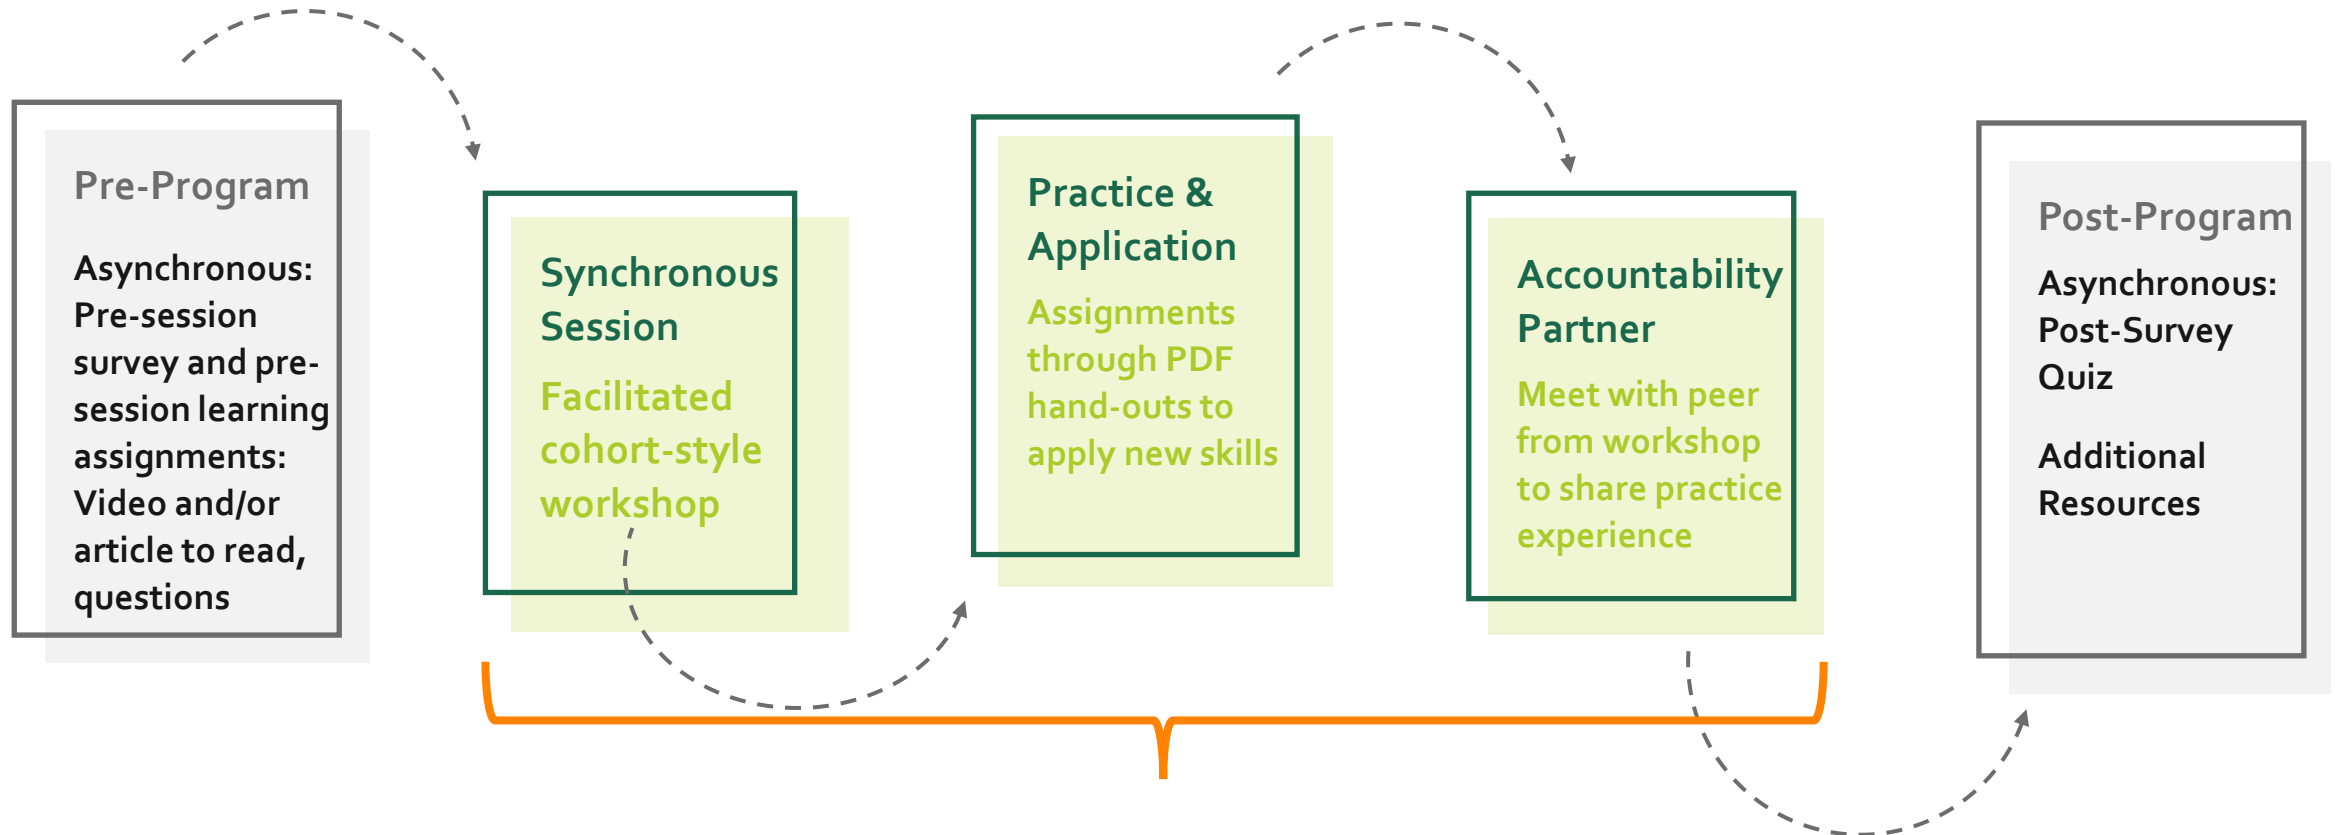 Pre-Program
Asynchronous:
Pre-session
survey and pre-
session learning
assignments:
Video and/or
article to read,
questions
Synchronous
Session
Facilitated
cohort-style
workshop
Practice &
Application
Assignments
through PDF
hand-outs to
apply new skills
Accountability
Partner
Meet with peer
from workshop
to share practice
experience
Post-Program
Asynchronous:
Post-Survey
Quiz
Additional
Resources